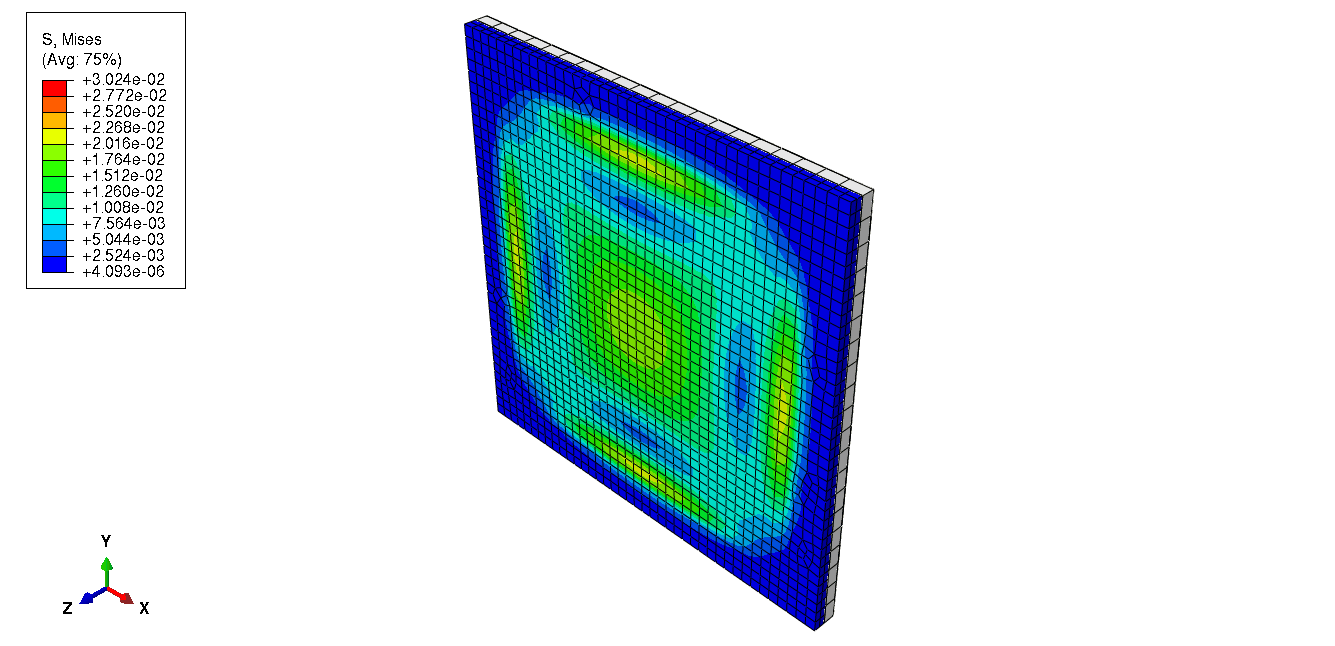 S, Mises
(Avg: 75%)
+3.024e-02
+2.772e-02
+2.520e-02
+2.268e-02
+2.016e-02
+1.764e-02
+1.512e-02
+1.260e-02
+1.008e-02
+7.564e-03
+5.044e-03
+2.524e-03
+4.093e-06
Y
Z
X